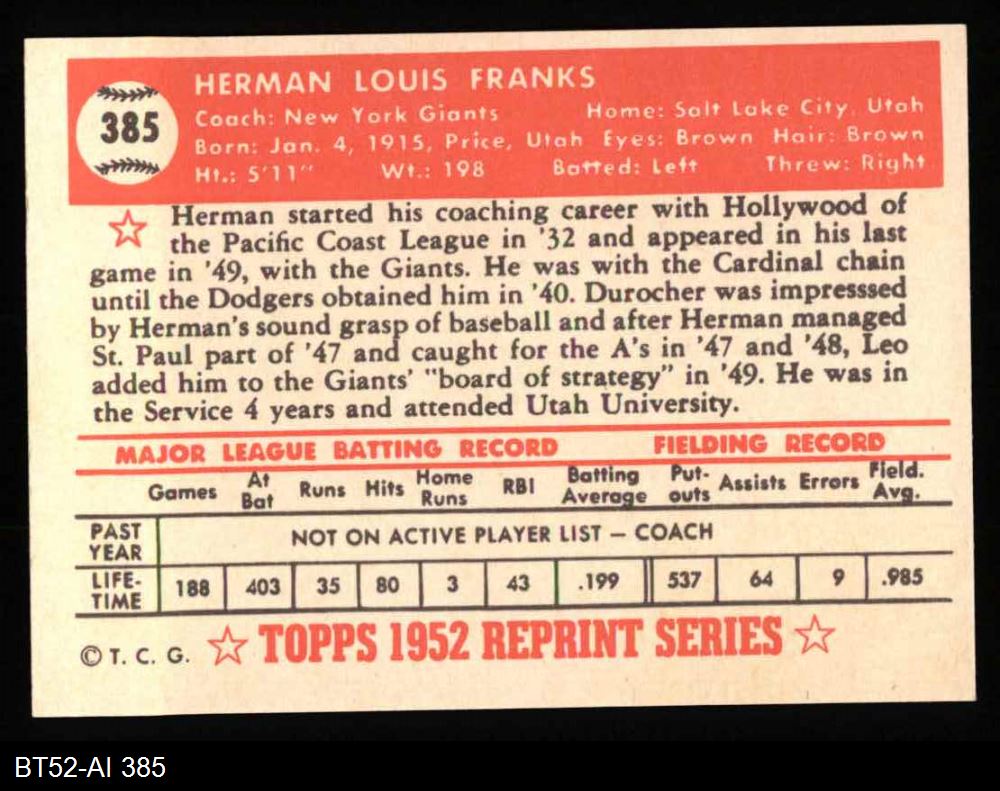 HERMAN LOUIS FRANKS
385
Coach: New York Giants Home: Salt Lake City, Utah
Born: Jan. 4, 1915, Price, Utah Eyes: Brown Hair: Brown
Ht.: 5'11" Wt.: 198 Batted: Left Threw: Right
Herman started his coaching career with Hollywood of
the Pacific Coast League in '32 and appeared in his last
game in '49, with the Giants. He was with the Cardinal chain
until the Dodgers obtained him in '40. Durocher was impresssed
by Herman's sound grasp of baseball and after Herman managed
St. Paul part of '47 and caught for the A's in '47 and '48, Leo
added him to the Giants' "board of strategy" in '49. He was in
the Service 4 years and attended Utah University.
MAJOR LEAGUE BATTING RECORD FIELDING RECORD
Games At Bat Runs Hits Home Runs RBI Batting Average Put-outs Assists Errors Field. Avg.
PAST YEAR NOT ON ACTIVE PLAYER LIST – COACH
LIFE-TIME 188 403 35 80 3 43 .199 537 64 9 .985
© T. C. G. TOPPS 1952 REPRINT SERIES
BT52-AI 385